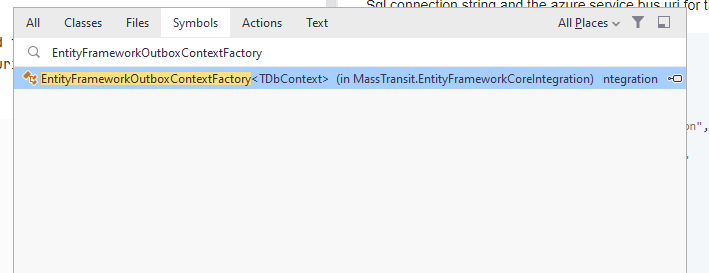 Sql connection string and the azure service bus uri for t
All Classes Files Symbols Actions Text All Places
EntityFrameworkOutboxContextFactory
EntityFrameworkOutboxContextFactory<TDbContext> (in MassTransit.EntityFrameworkCoreIntegration) ntegration
on",